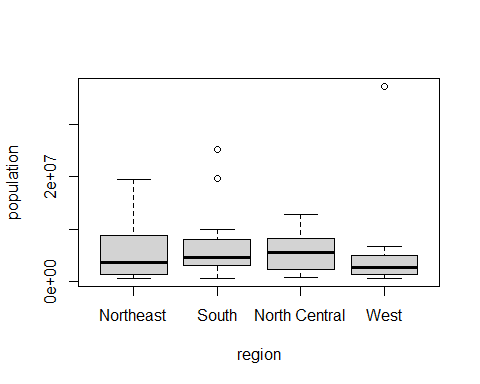 population
2e+07
0e+00
Northeast South North Central West
region